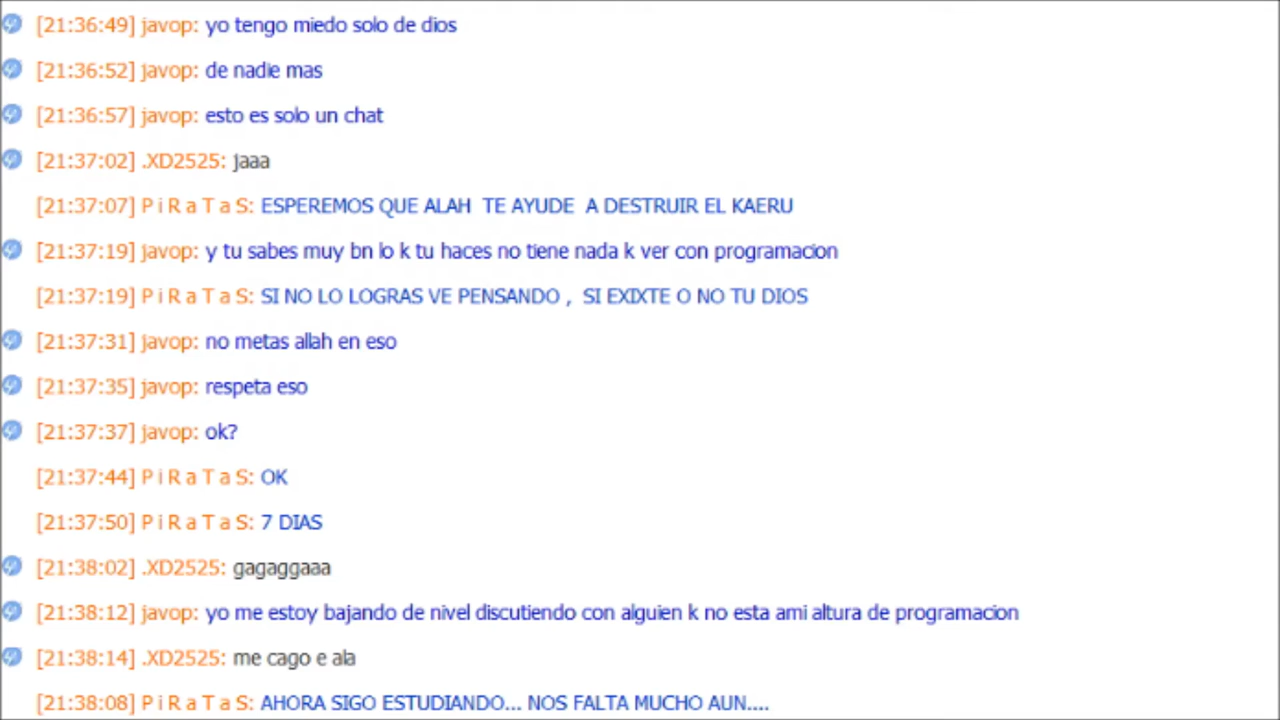 [21:36:49] javop: yo tengo miedo solo de dios
[21:36:52] javop: de nadie mas
[21:36:57] javop: esto es solo un chat
[21:37:02] .XD2525: jaaa
[21:37:07] P i R a T a S: ESPEREMOS QUE ALAH  TE AYUDE  A DESTRUIR EL KAERU
[21:37:19] javop: y tu sabes muy bn lo k tu haces no tiene nada k ver con programacion
[21:37:19] P i R a T a S: SI NO LO LOGRAS VE PENSANDO ,  SI EXIXTE O NO TU DIOS
[21:37:31] javop: no metas allah en eso
[21:37:35] javop: respeta eso
[21:37:37] javop: ok?
[21:37:44] P i R a T a S: OK
[21:37:50] P i R a T a S: 7 DIAS
[21:38:02] .XD2525: gagaggaaa
[21:38:12] javop: yo me estoy bajando de nivel discutiendo con alguien k no esta ami altura de programacion
[21:38:14] .XD2525: me cago e ala
[21:38:08] P i R a T a S: AHORA SIGO ESTUDIANDO... NOS FALTA MUCHO AUN....